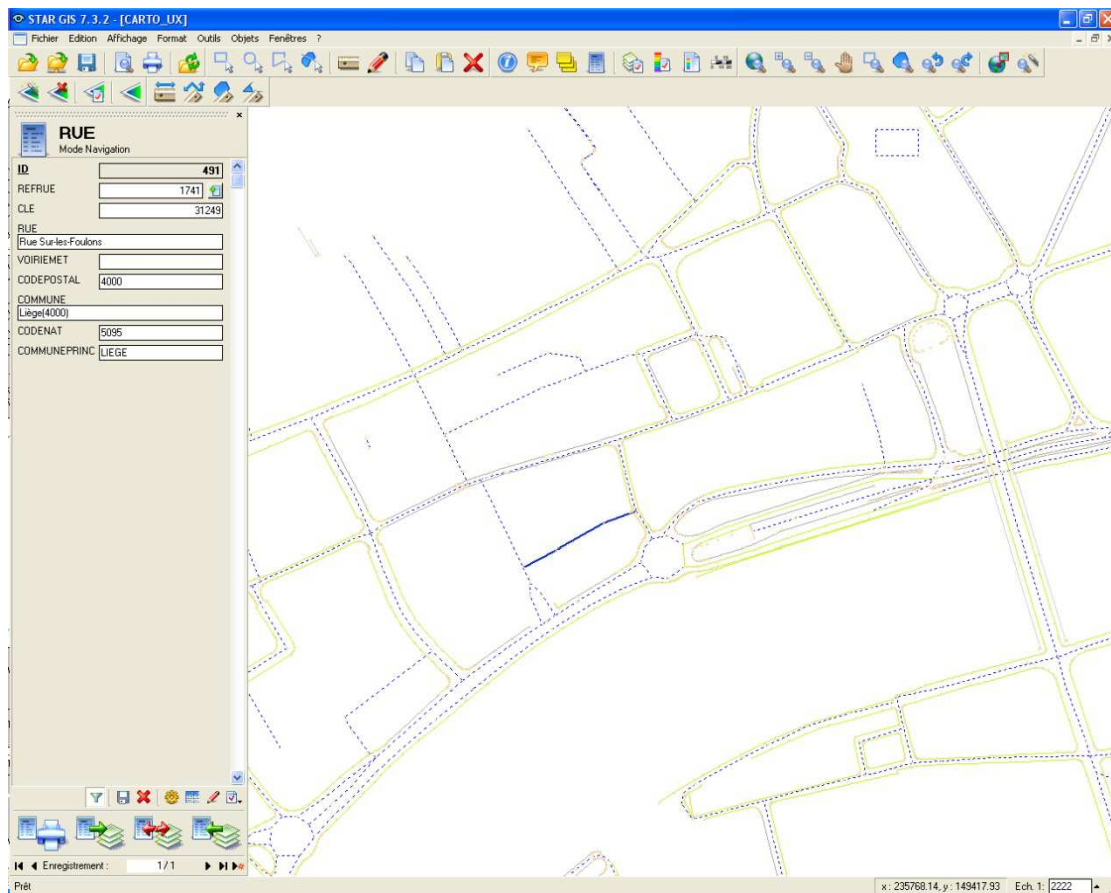 STAR GIS 7.3.2 - [CARTO_UX]
Fichier Edition Affichage Format Outils Objets Fenêtres ?
RUE
Mode Navigation
ID 491
REFRUE 1741
CLE 31249
RUE
Rue Sur-les-Foulons
VOIRIEMET
CODEPOSTAL 4000
COMMUNE
Liège(4000)
CODENAT 5095
COMMUNEPRINC LIEGE
Enregistrement : 1/1
Prêt x : 235768.14, y : 149417.93 Ech. 1: 2222